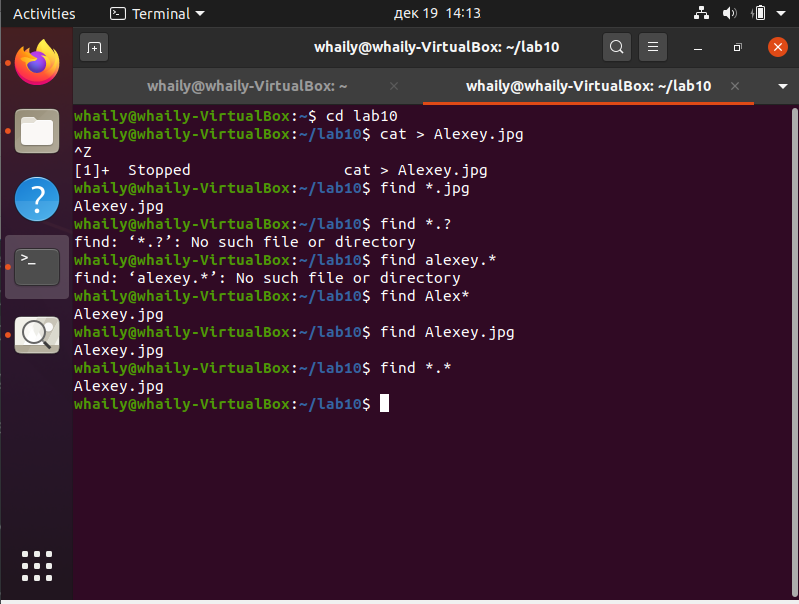 Activities Terminal дек 19 14:13
whaily@whaily-VirtualBox: ~/lab10
whaily@whaily-VirtualBox: ~ whaily@whaily-VirtualBox: ~/lab10
whaily@whaily-VirtualBox:~$ cd lab10
whaily@whaily-VirtualBox:~/lab10$ cat > Alexey.jpg
^Z
[1]+  Stopped                 cat > Alexey.jpg
whaily@whaily-VirtualBox:~/lab10$ find *.jpg
Alexey.jpg
whaily@whaily-VirtualBox:~/lab10$ find *.?
find: ‘*.?’: No such file or directory
whaily@whaily-VirtualBox:~/lab10$ find alexey.*
find: ‘alexey.*’: No such file or directory
whaily@whaily-VirtualBox:~/lab10$ find Alex*
Alexey.jpg
whaily@whaily-VirtualBox:~/lab10$ find Alexey.jpg
Alexey.jpg
whaily@whaily-VirtualBox:~/lab10$ find *.*
Alexey.jpg
whaily@whaily-VirtualBox:~/lab10$